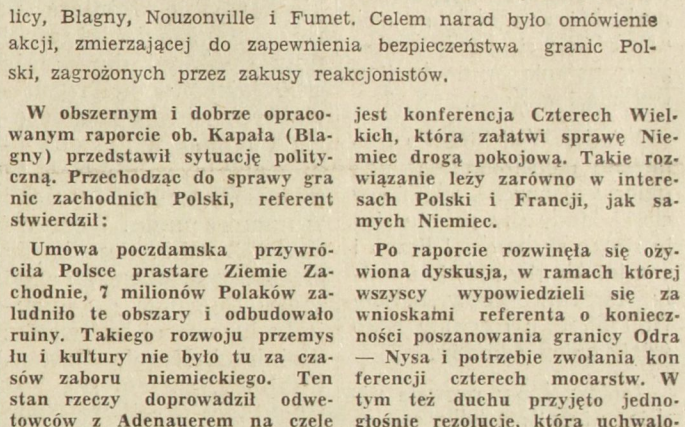 licy, Blagny, Nouzonville i Fumet. Celem narad było omówienie
akcji, zmierzającej do zapewnienia bezpieczeństwa granic Pol-
ski, zagrożonych przez zakusy reakcjonistów.
W obszernym i dobrze opraco-
wanym raporcie ob. Kapała (Bla-
gny) przedstawił sytuację polity-
czną. Przechodząc do sprawy gra
nic zachodnich Polski, referent
stwierdził:
Umowa poczdamska przywró-
ciła Polsce prastare Ziemie Za-
chodnie, 7 milionów Polaków za-
ludniło te obszary i odbudowało
ruiny. Takiego rozwoju przemys
łu i kultury nie było tu za cza-
sów zaboru niemieckiego. Ten
stan rzeczy doprowadził odwe-
towców z Adenauerem na czele
jest konferencja Czterech Wiel-
kich, która załatwi sprawę Nie-
miec drogą pokojową. Takie roz-
wiązanie leży zarówno w intere-
sach Polski i Francji, jak sa-
mych Niemiec.
Po raporcie rozwinęła się oży-
wiona dyskusja, w ramach której
wszyscy wypowiedzieli się za
wnioskami referenta o koniecz-
ności poszanowania granicy Odra
— Nysa i potrzebie zwołania kon
ferencji czterech mocarstw. W
tym też duchu przyjęto jedno-
głośnie rezolucję, która uchwalo-